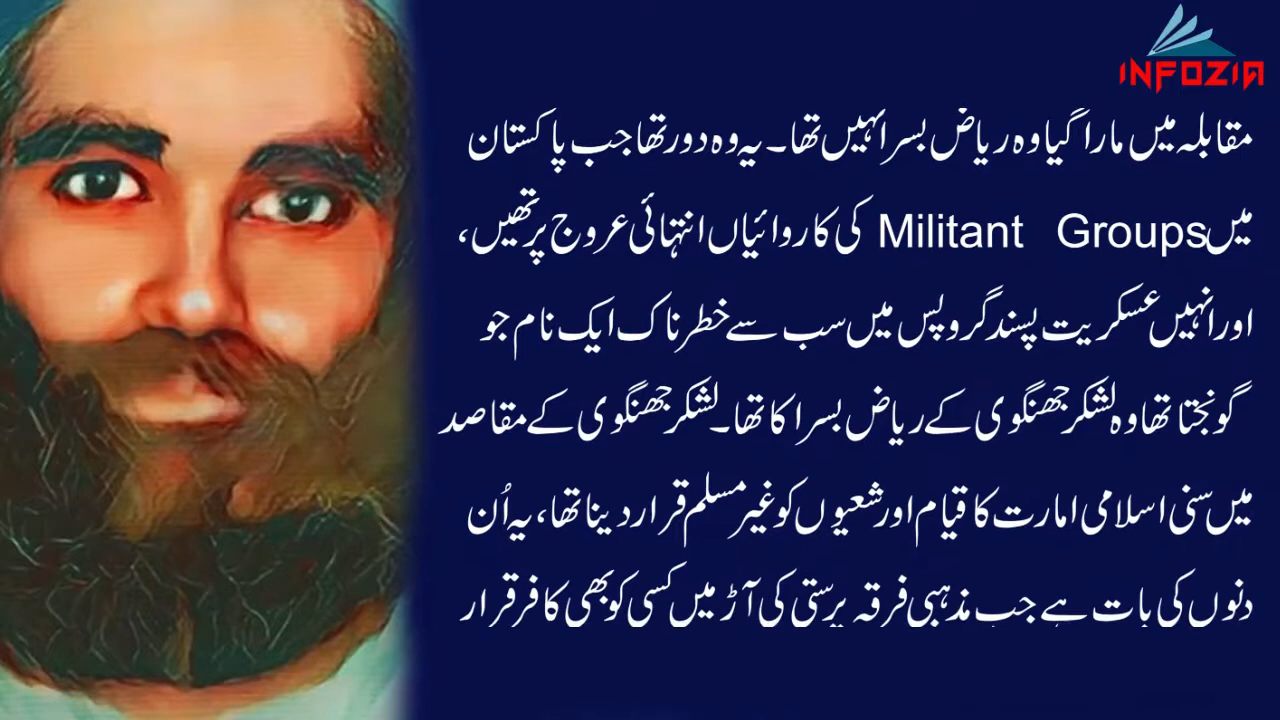 INFOZIA
مقابلہ میں مارا گیا وہ ریاض بسرا نہیں تھا۔ یہ وہ دور تھا جب پاکستان
میں Militant Groups کی کاروائیاں انتہائی عروج پر تھیں،
اور انہیں عسکریت پسند گروپس میں سب سے خطرناک ایک نام جو
گونجتا تھا وہ لشکر جھنگوی کے ریاض بسرا کا تھا۔ لشکر جھنگوی کے مقاصد
میں سنی اسلامی امارت کا قیام اور شعیوں کو غیر مسلم قرار دینا تھا، یہ اُن
دنوں کی بات ہے جب مذہبی فرقہ پرستی کی آڑ میں کسی کو بھی کافر قرار